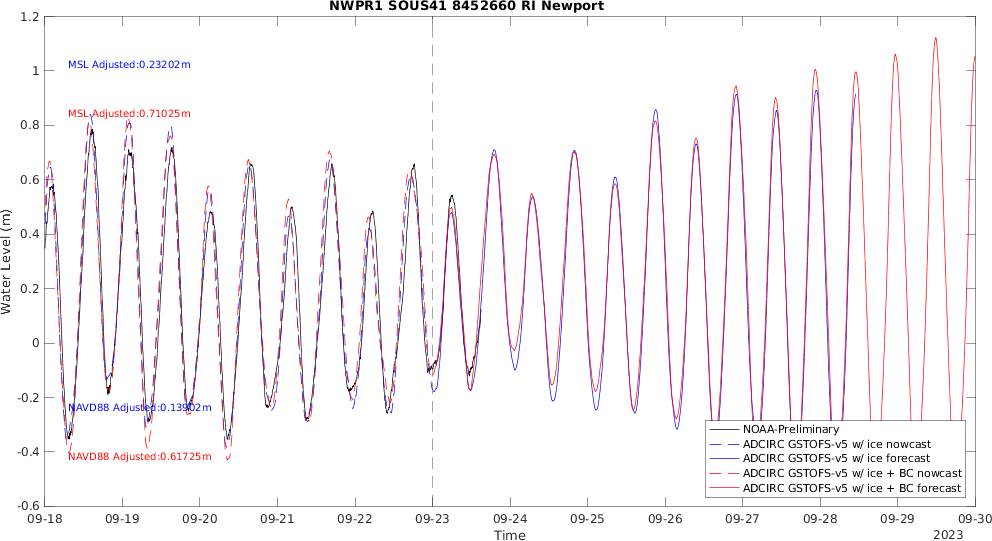 NWPR1 SOUS41 8452660 RI Newport
1.2
1
0.8
0.6
0.4
0.2
0
-0.2
-0.4
-0.6
Water Level (m)
MSL Adjusted:0.23202m
MSL Adjusted:0.71025m
NAVD88 Adjusted:0.13902m
NAVD88 Adjusted:0.61725m
NOAA-Preliminary
ADCIRC GSTOFS-v5 w/ ice nowcast
ADCIRC GSTOFS-v5 w/ ice forecast
ADCIRC GSTOFS-v5 w/ ice + BC nowcast
ADCIRC GSTOFS-v5 w/ ice + BC forecast
09-18 09-19 09-20 09-21 09-22 09-23 09-24 09-25 09-26 09-27 09-28 09-29 09-30
Time
2023